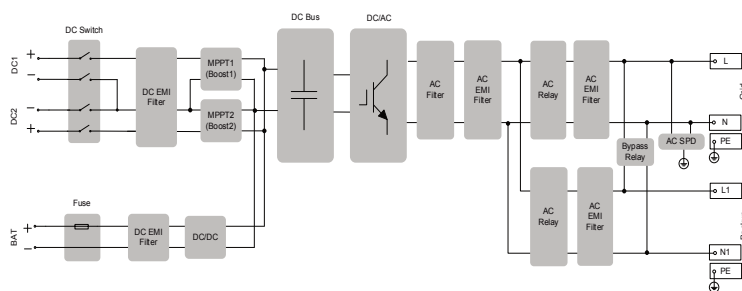 DC Switch
DC Bus
DC/AC
DC1
+
−
DC2
−
+
DC EMI
Filter
MPPT1
(Boost1)
MPPT2
(Boost2)
AC
Filter
AC
EMI
Filter
AC
Relay
AC
EMI
Filter
L
N
PE
Bypass
Relay
AC SPD
Fuse
BAT
+
−
DC EMI
Filter
DC/DC
AC
Relay
AC
EMI
Filter
L1
N1
PE